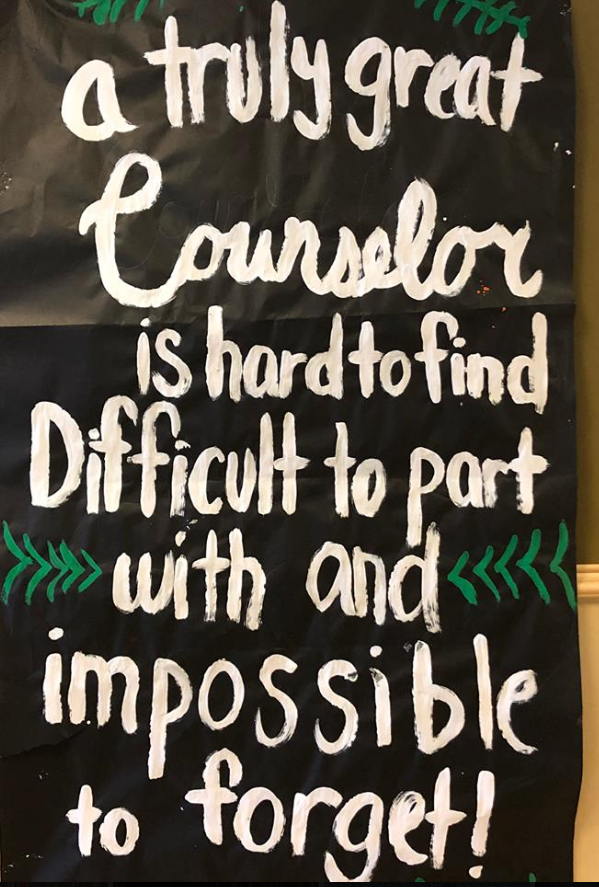 a truly great
Counselor
is hard to find
Difficult to part
with and
impossible
to forget!